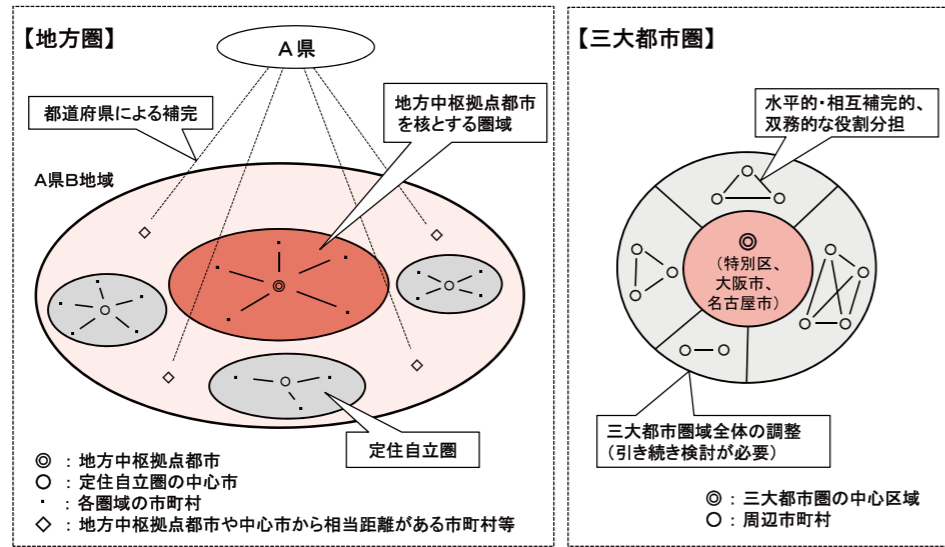 【地方圏】
A県
都道府県による補完
地方中枢拠点都市
を核とする圏域
A県B地域
定住自立圏
◎ : 地方中枢拠点都市
○ : 定住自立圏の中心市
・ : 各圏域の市町村
◇ : 地方中枢拠点都市や中心市から相当距離がある市町村等
【三大都市圏】
水平的・相互補完的、
双務的な役割分担
(特別区、
大阪市、
名古屋市)
三大都市圏域全体の調整
(引き続き検討が必要)
◎ : 三大都市圏の中心区域
○ : 周辺市町村